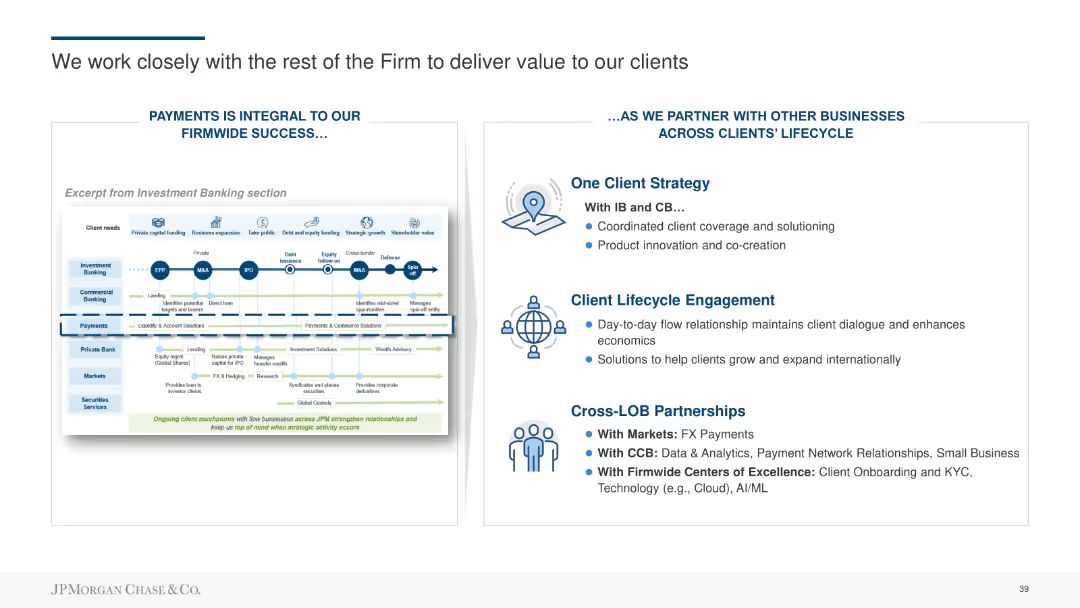 We work closely with the rest of the Firm to deliver value to our clients
PAYMENTS IS INTEGRAL TO OUR
FIRMWIDE SUCCESS…
Excerpt from Investment Banking section
Client needs
Private capital funding
Business expansion
Take public
Debt and equity funding
Strategic growth
Shareholder value
Private
Debt
issuance
Equity
follow-on
Cross-border
Defense
Investment
Banking
EPP
M&A
IPO
M&A
Spin
off
Commercial
Banking
Lending
Identifies potential
targets and buyers
Direct loan
Identifies mid-sized
opportunities
Manages
spin-off entity
Payments
Liquidity & Account Solutions
Payments & Commerce Solutions
Private Bank
Lending
Investment Solutions
Wealth Advisory
Equity mgmt
(Global Shares)
Raises private
capital for IPO
Manages
founder wealth
Markets
FX & Hedging
Research
Provides loan to
investor clients
Syndicates and places
securities
Provides corporate
derivatives
Securities
Services
Global Custody
Ongoing client touchpoints with flow businesses across JPM strengthen relationships and
keep us top of mind when strategic activity occurs
…AS WE PARTNER WITH OTHER BUSINESSES
ACROSS CLIENTS' LIFECYCLE
One Client Strategy
With IB and CB…
● Coordinated client coverage and solutioning
● Product innovation and co-creation
Client Lifecycle Engagement
● Day-to-day flow relationship maintains client dialogue and enhances
economics
● Solutions to help clients grow and expand internationally
Cross-LOB Partnerships
● With Markets: FX Payments
● With CCB: Data & Analytics, Payment Network Relationships, Small Business
● With Firmwide Centers of Excellence: Client Onboarding and KYC,
Technology (e.g., Cloud), AI/ML
JPMORGAN CHASE & CO.
39